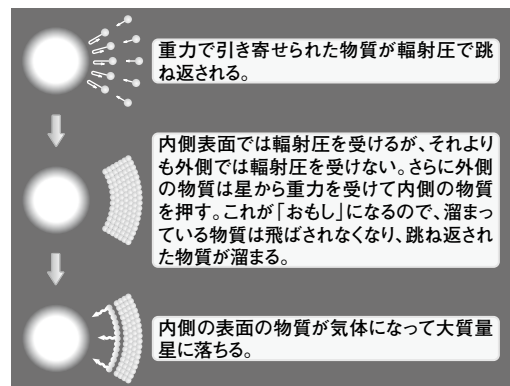 重力で引き寄せられた物質が輻射圧で跳
ね返される。
内側表面では輻射圧を受けるが、それより
も外側では輻射圧を受けない。さらに外側
の物質は星から重力を受けて内側の物質
を押す。これが「おもし」になるので、溜まっ
ている物質は飛ばされなくなり、跳ね返され
た物質が溜まる。
内側の表面の物質が気体になって大質量
星に落ちる。